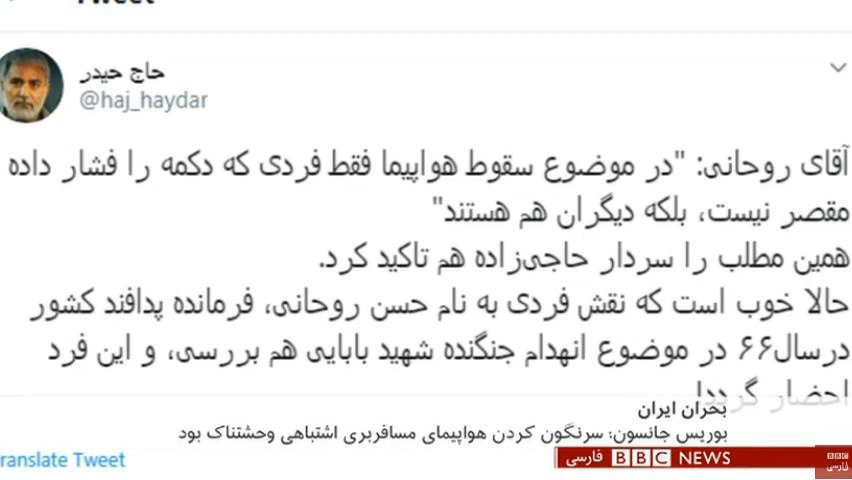 Tweet
حاج حیدر
@haj_haydar
آقای روحانی: "در موضوع سقوط هواپیما فقط فردی که دکمه را فشار داده
مقصر نیست، بلکه دیگران هم هستند"
همین مطلب را سردار حاجی‌زاده هم تاکید کرد.
حالا خوب است که نقش فردی به نام حسن روحانی، فرمانده پدافند کشور
درسال۶۶ در موضوع انهدام جنگنده شهید بابایی هم بررسی، و این فرد
احضار گردد!
بحران ایران
بوریس جانسون: سرنگون کردن هواپیمای مسافربری اشتباهی وحشتناک بود
ranslate Tweet
BBC NEWS فارسی
BBC
فارسی